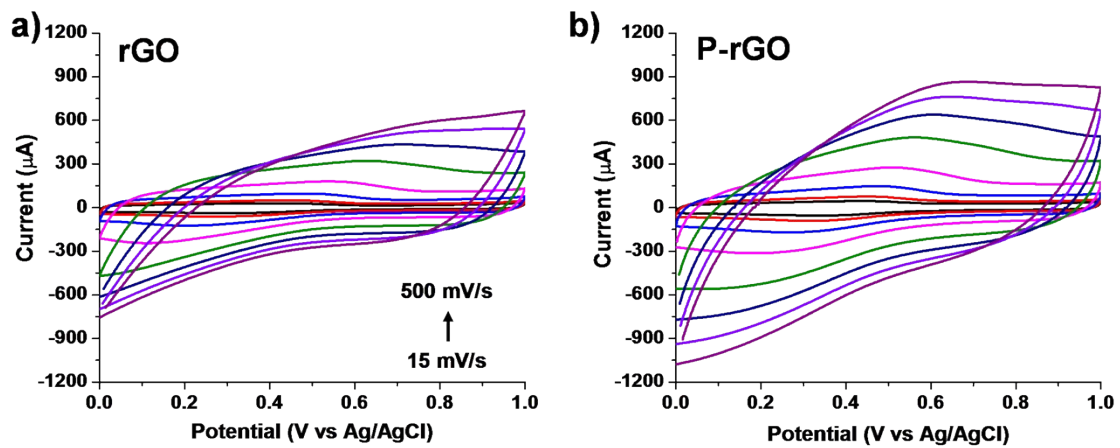 a)
rGO
1200
900
600
300
0
-300
-600
-900
-1200
Current (μA)
500 mV/s
15 mV/s
0.0 0.2 0.4 0.6 0.8 1.0
Potential (V vs Ag/AgCl)
b)
P-rGO
1200
900
600
300
0
-300
-600
-900
-1200
Current (μA)
0.0 0.2 0.4 0.6 0.8 1.0
Potential (V vs Ag/AgCl)